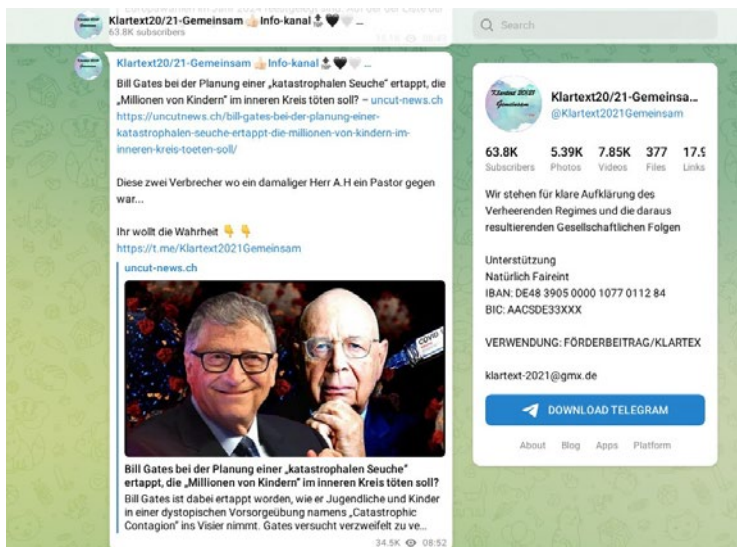 Klartext20/21-Gemeinsam 👍🏻Info-kanal🔝🖤🤍 ...
63.8K subscribers
Klartext20/21-Gemeinsam 👍🏻Info-kanal🔝🖤🤍 ...
Bill Gates bei der Planung einer „katastrophalen Seuche“ ertappt, die
„Millionen von Kindern“ im inneren Kreis töten soll? – uncut-news.ch
https://uncutnews.ch/bill-gates-bei-der-planung-einer-
katastrophalen-seuche-ertappt-die-millionen-von-kindern-im-
inneren-kreis-toeten-soll/
Diese zwei Verbrecher wo ein damaliger Herr A.H ein Pastor gegen
war...
Ihr wollt die Wahrheit 👇 👇
https://t.me/Klartext2021Gemeinsam
uncut-news.ch
COVID
Bill Gates bei der Planung einer „katastrophalen Seuche“
ertappt, die „Millionen von Kindern“ im inneren Kreis töten soll?
Bill Gates ist dabei ertappt worden, wie er Jugendliche und Kinder
in einer dystopischen Vorsorgeübung namens „Catastrophic
Contagion“ ins Visier nimmt. Gates versucht verzweifelt zu ve...
34.5K 08:52
Search
Klartext 20/21
Gemeinsam
Klartext20/21-Gemeinsa...
@Klartext2021Gemeinsam
63.8K 5.39K 7.85K 377 17.9
Subscribers Photos Videos Files Links
Wir stehen für klare Aufklärung des
Verheerenden Regimes und die daraus
resultierenden Gesellschaftlichen Folgen
Unterstützung
Natürlich Faireint
IBAN: DE48 3905 0000 1077 0112 84
BIC: AACSDE33XXX
VERWENDUNG: FÖRDERBEITRAG/KLARTEX
klartext-2021@gmx.de
DOWNLOAD TELEGRAM
About Blog Apps Platform